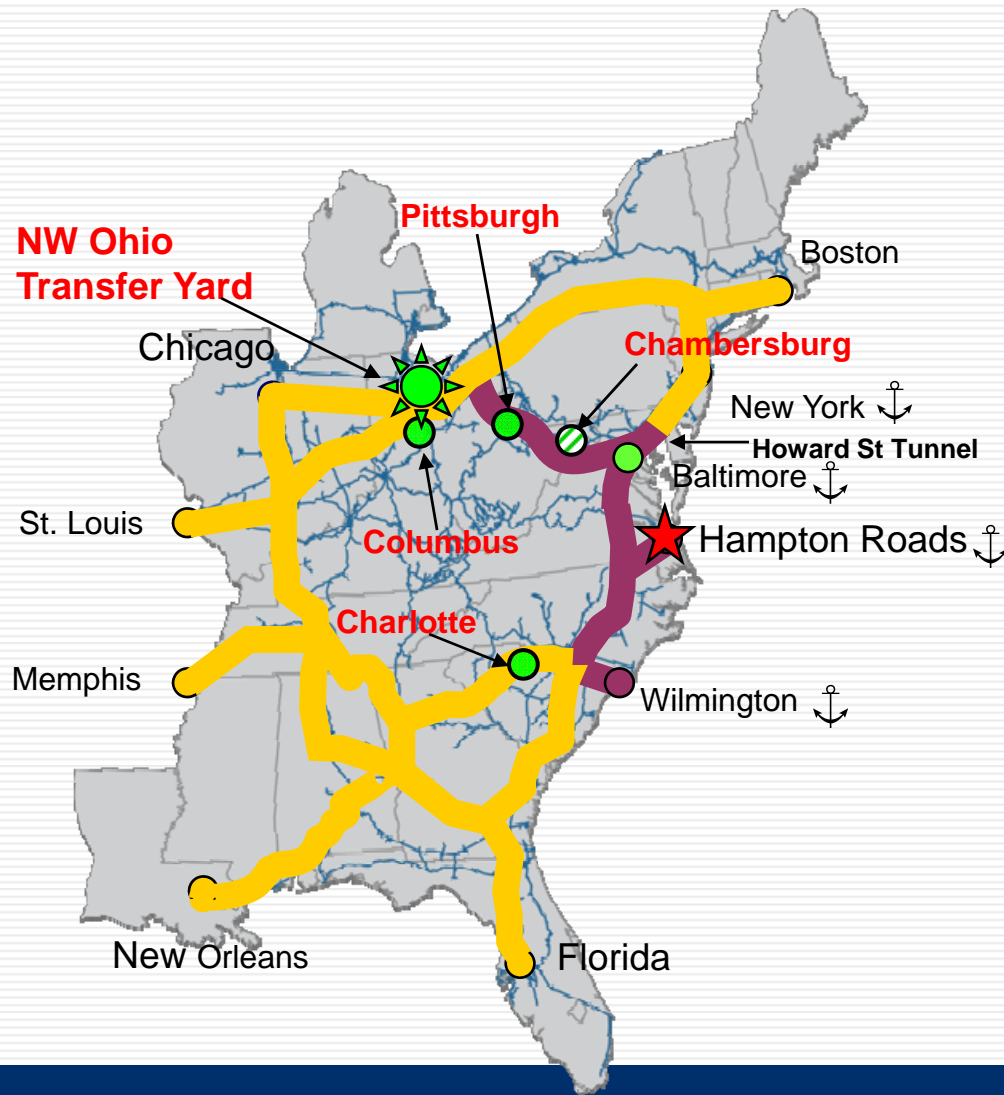 Pittsburgh
NW Ohio
Transfer Yard
Boston
Chicago
Chambersburg
New York
Howard St Tunnel
Baltimore
St. Louis
Columbus
Hampton Roads
Charlotte
Memphis
Wilmington
New Orleans
Florida